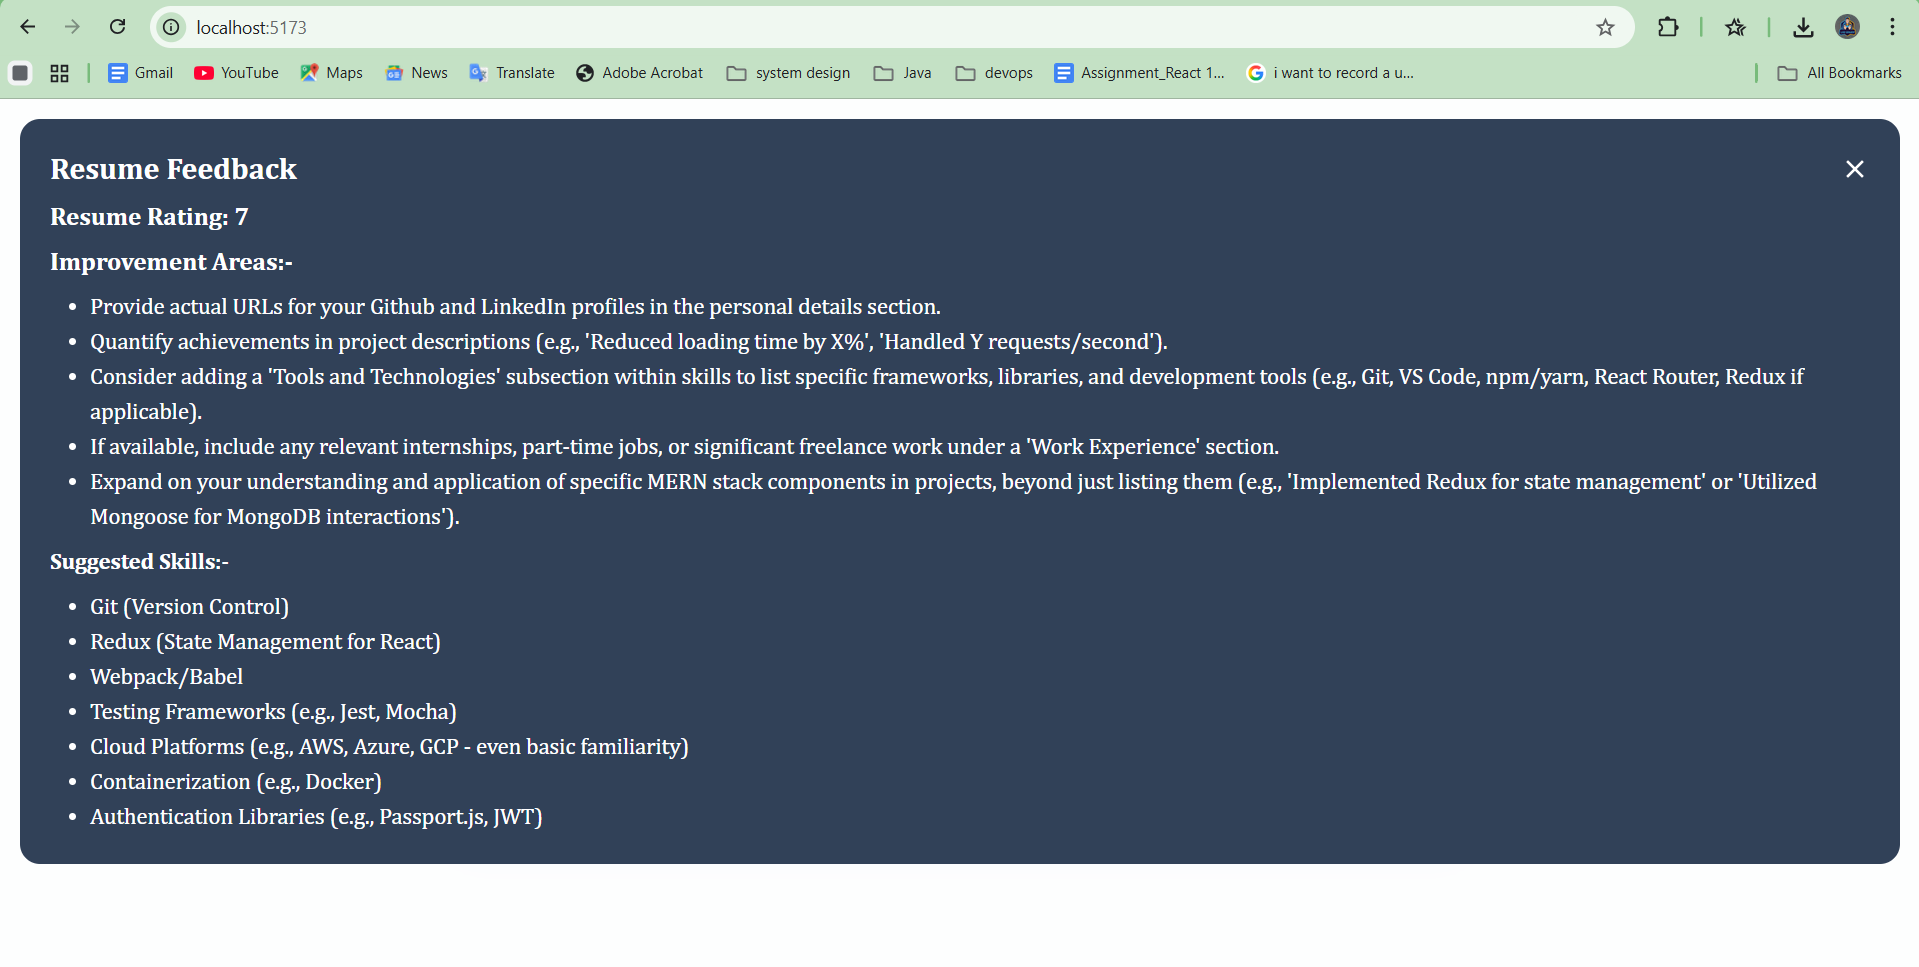 localhost:5173
Gmail
YouTube
Maps
News
Translate
Adobe Acrobat
system design
Java
devops
Assignment_React 1...
i want to record a u...
All Bookmarks
Resume Feedback
Resume Rating: 7
Improvement Areas:-
• Provide actual URLs for your Github and LinkedIn profiles in the personal details section.
• Quantify achievements in project descriptions (e.g., 'Reduced loading time by X%', 'Handled Y requests/second').
• Consider adding a 'Tools and Technologies' subsection within skills to list specific frameworks, libraries, and development tools (e.g., Git, VS Code, npm/yarn, React Router, Redux if
applicable).
• If available, include any relevant internships, part-time jobs, or significant freelance work under a 'Work Experience' section.
• Expand on your understanding and application of specific MERN stack components in projects, beyond just listing them (e.g., 'Implemented Redux for state management' or 'Utilized
Mongoose for MongoDB interactions').
Suggested Skills:-
• Git (Version Control)
• Redux (State Management for React)
• Webpack/Babel
• Testing Frameworks (e.g., Jest, Mocha)
• Cloud Platforms (e.g., AWS, Azure, GCP - even basic familiarity)
• Containerization (e.g., Docker)
• Authentication Libraries (e.g., Passport.js, JWT)